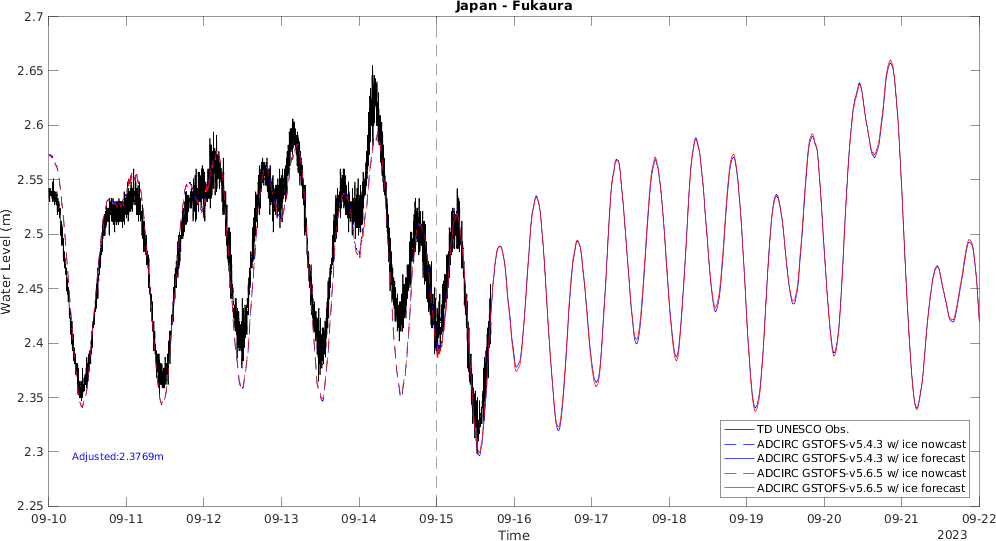 Japan - Fukaura
2.7
2.65
2.6
2.55
2.5
2.45
2.4
2.35
2.3
2.25
Water Level (m)
Adjusted:2.3769m
TD UNESCO Obs.
ADCIRC GSTOFS-v5.4.3 w/ ice nowcast
ADCIRC GSTOFS-v5.4.3 w/ ice forecast
ADCIRC GSTOFS-v5.6.5 w/ ice nowcast
ADCIRC GSTOFS-v5.6.5 w/ ice forecast
09-10 09-11 09-12 09-13 09-14 09-15 09-16 09-17 09-18 09-19 09-20 09-21 09-22
Time
2023